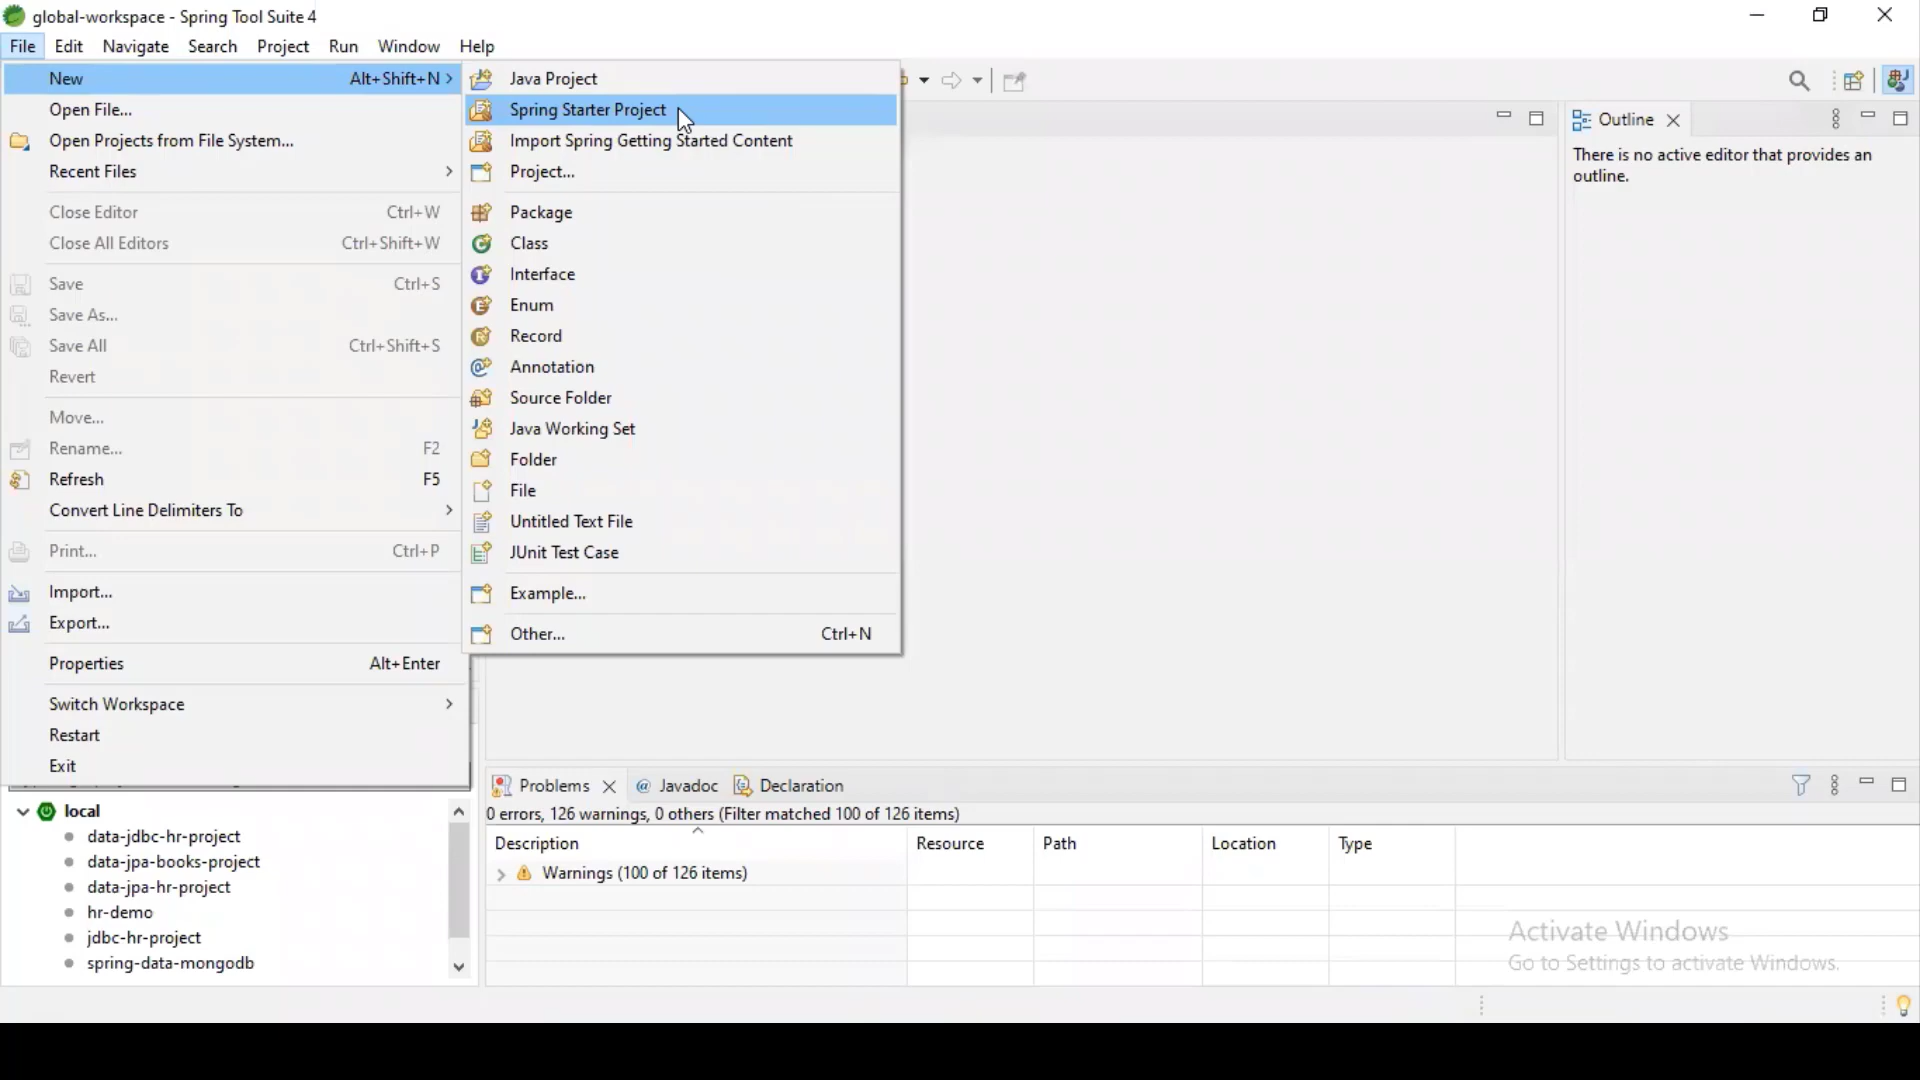 global-workspace - Spring Tool Suite 4
File Edit Navigate Search Project Run Window Help
New Alt+Shift+N
Open File...
Open Projects from File System...
Recent Files
Close Editor Ctrl+W
Close All Editors Ctrl+Shift+W
Save Ctrl+S
Save As...
Save All Ctrl+Shift+S
Revert
Move...
Rename... F2
Refresh F5
Convert Line Delimiters To
Print... Ctrl+P
Import...
Export...
Properties Alt+Enter
Switch Workspace
Restart
Exit
Java Project
Spring Starter Project
Import Spring Getting Started Content
Project...
Package
Class
Interface
Enum
Record
Annotation
Source Folder
Java Working Set
Folder
File
Untitled Text File
JUnit Test Case
Example...
Other... Ctrl+N
Outline
There is no active editor that provides an
outline.
local
data-jdbc-hr-project
data-jpa-books-project
data-jpa-hr-project
hr-demo
jdbc-hr-project
spring-data-mongodb
Problems Javadoc Declaration
0 errors, 126 warnings, 0 others (Filter matched 100 of 126 items)
Description Resource Path Location Type
Warnings (100 of 126 items)
Activate Windows
Go to Settings to activate Windows.